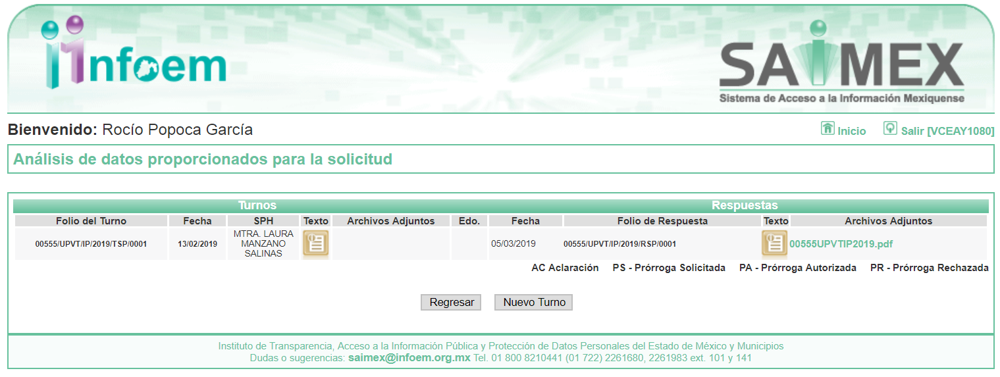 infoem
SAIMEX
Sistema de Acceso a la Información Mexiquense
Bienvenido: Rocío Popoca García
Inicio Salir [VCEAY1080]
Análisis de datos proporcionados para la solicitud
Turnos Respuestas
Folio del Turno Fecha SPH Texto Archivos Adjuntos Edo. Fecha Folio de Respuesta Texto Archivos Adjuntos
00555/UPVT/IP/2019/TSP/0001 13/02/2019 MTRA. LAURA MANZANO SALINAS 05/03/2019 00555/UPVT/IP/2019/RSP/0001 00555UPVTIP2019.pdf
AC Aclaración PS - Prórroga Solicitada PA - Prórroga Autorizada PR - Prórroga Rechazada
Regresar Nuevo Turno
Instituto de Transparencia, Acceso a la Información Pública y Protección de Datos Personales del Estado de México y Municipios
Dudas o sugerencias: saimex@infoem.org.mx Tel. 01 800 8210441 (01 722) 2261680, 2261983 ext. 101 y 141